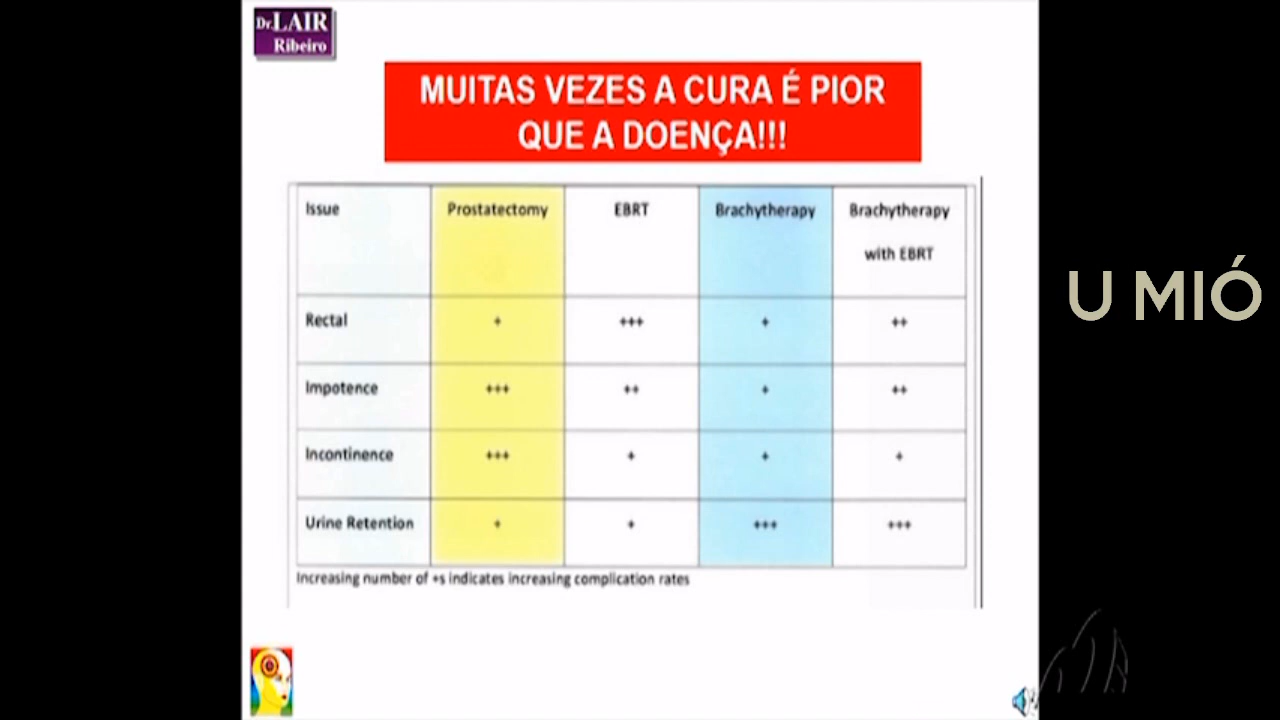 Dr.LAIR
Ribeiro
MUITAS VEZES A CURA É PIOR
QUE A DOENÇA!!!
Issue Prostatectomy EBRT Brachytherapy Brachytherapy
with EBRT
Rectal + +++ + ++
Impotence +++ ++ + ++
Incontinence +++ + + +
Urine Retention + + +++ +++
Increasing number of +s indicates increasing complication rates
U MIÓ